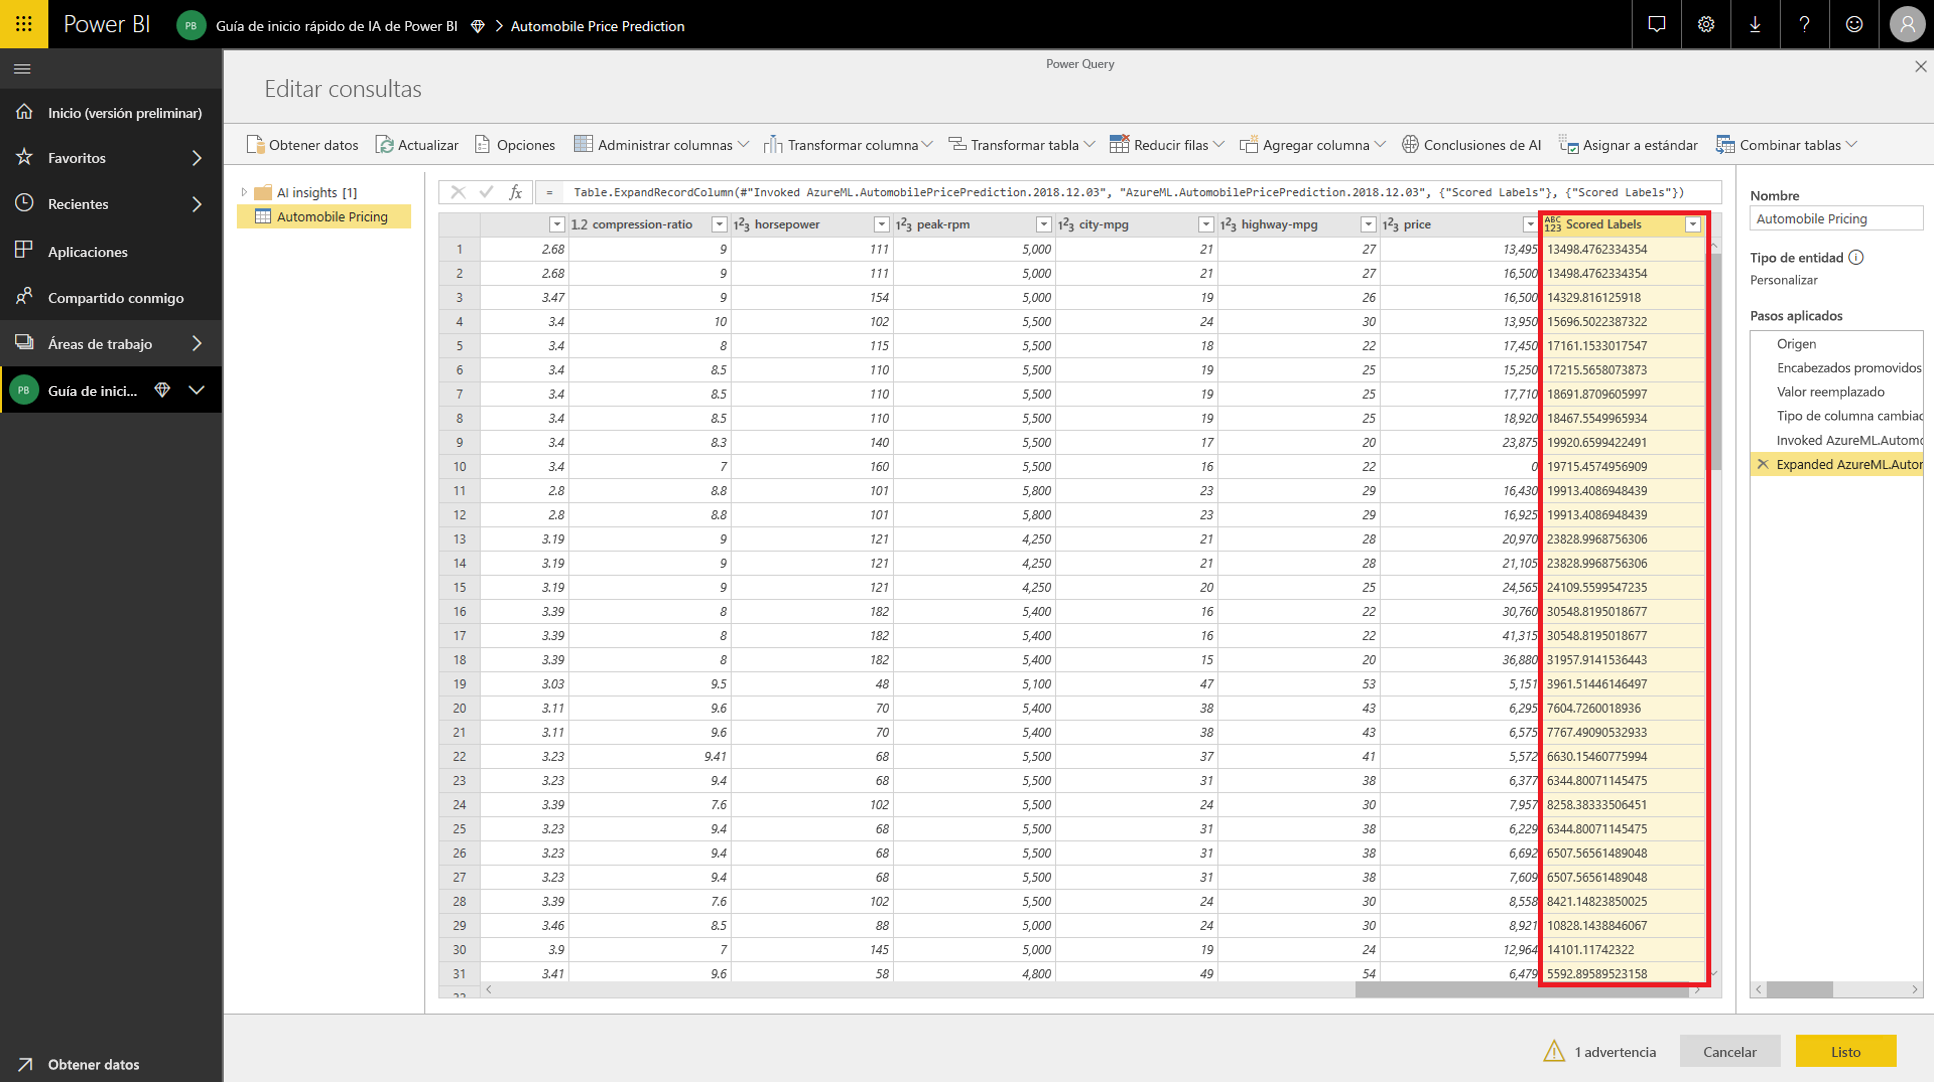 Power BI PB Guía de inicio rápido de IA de Power BI > Automobile Price Prediction ?
Power Query
Editar consultas
Inicio (versión preliminar)
Favoritos
Recientes
Aplicaciones
Compartido conmigo
Áreas de trabajo
PB Guía de inici...
Obtener datos
Obtener datos Actualizar Opciones Administrar columnas Transformar columna Transformar tabla Reducir filas Agregar columna Conclusiones de AI Asignar a estándar Combinar tablas
AI insights [1]
Automobile Pricing
fx = Table.ExpandRecordColumn(#"Invoked AzureML.AutomobilePricePrediction.2018.12.03", "AzureML.AutomobilePricePrediction.2018.12.03", {"Scored Labels"}, {"Scored Labels"})
1.2 compression-ratio 123 horsepower 123 peak-rpm 123 city-mpg 123 highway-mpg 123 price ABC 123 Scored Labels
1 2.68 9 111 5,000 21 27 13,495 13498.4762334354
2 2.68 9 111 5,000 21 27 16,500 13498.4762334354
3 3.47 9 154 5,000 19 26 16,500 14329.816125918
4 3.4 10 102 5,500 24 30 13,950 15696.5022387322
5 3.4 8 115 5,500 18 22 17,450 17161.1533017547
6 3.4 8.5 110 5,500 19 25 15,250 17215.5658073873
7 3.4 8.5 110 5,500 19 25 17,710 18691.8709605997
8 3.4 8.5 110 5,500 19 25 18,920 18467.5549965934
9 3.4 8.3 140 5,500 17 20 23,875 19920.6599422491
10 3.4 7 160 5,500 16 22 0 19715.4574956909
11 2.8 8.8 101 5,800 23 29 16,430 19913.4086948439
12 2.8 8.8 101 5,800 23 29 16,925 19913.4086948439
13 3.19 9 121 4,250 21 28 20,970 23828.9968756306
14 3.19 9 121 4,250 21 28 21,105 23828.9968756306
15 3.19 9 121 4,250 20 25 24,565 24109.5599547235
16 3.39 8 182 5,400 16 22 30,760 30548.8195018677
17 3.39 8 182 5,400 16 22 41,315 30548.8195018677
18 3.39 8 182 5,400 15 20 36,880 31957.9141536443
19 3.03 9.5 48 5,100 47 53 5,151 3961.51446146497
20 3.11 9.6 70 5,400 38 43 6,295 7604.7260018936
21 3.11 9.6 70 5,400 38 43 6,575 7767.49090532933
22 3.23 9.41 68 5,500 37 41 5,572 6630.15460775994
23 3.23 9.4 68 5,500 31 38 6,377 6344.80071145475
24 3.39 7.6 102 5,500 24 30 7,957 8258.38333506451
25 3.23 9.4 68 5,500 31 38 6,229 6344.80071145475
26 3.23 9.4 68 5,500 31 38 6,692 6507.56561489048
27 3.23 9.4 68 5,500 31 38 7,609 6507.56561489048
28 3.39 7.6 102 5,500 24 30 8,558 8421.14823850025
29 3.46 8.5 88 5,000 24 30 8,921 10828.1438846067
30 3.9 7 145 5,000 19 24 12,964 14101.11742322
31 3.41 9.6 58 4,800 49 54 6,479 5592.89589523158
Nombre
Automobile Pricing
Tipo de entidad
Personalizar
Pasos aplicados
Origen
Encabezados promovidos
Valor reemplazado
Tipo de columna cambiac
Invoked AzureML.Automo
Expanded AzureML.Autor
1 advertencia Cancelar Listo